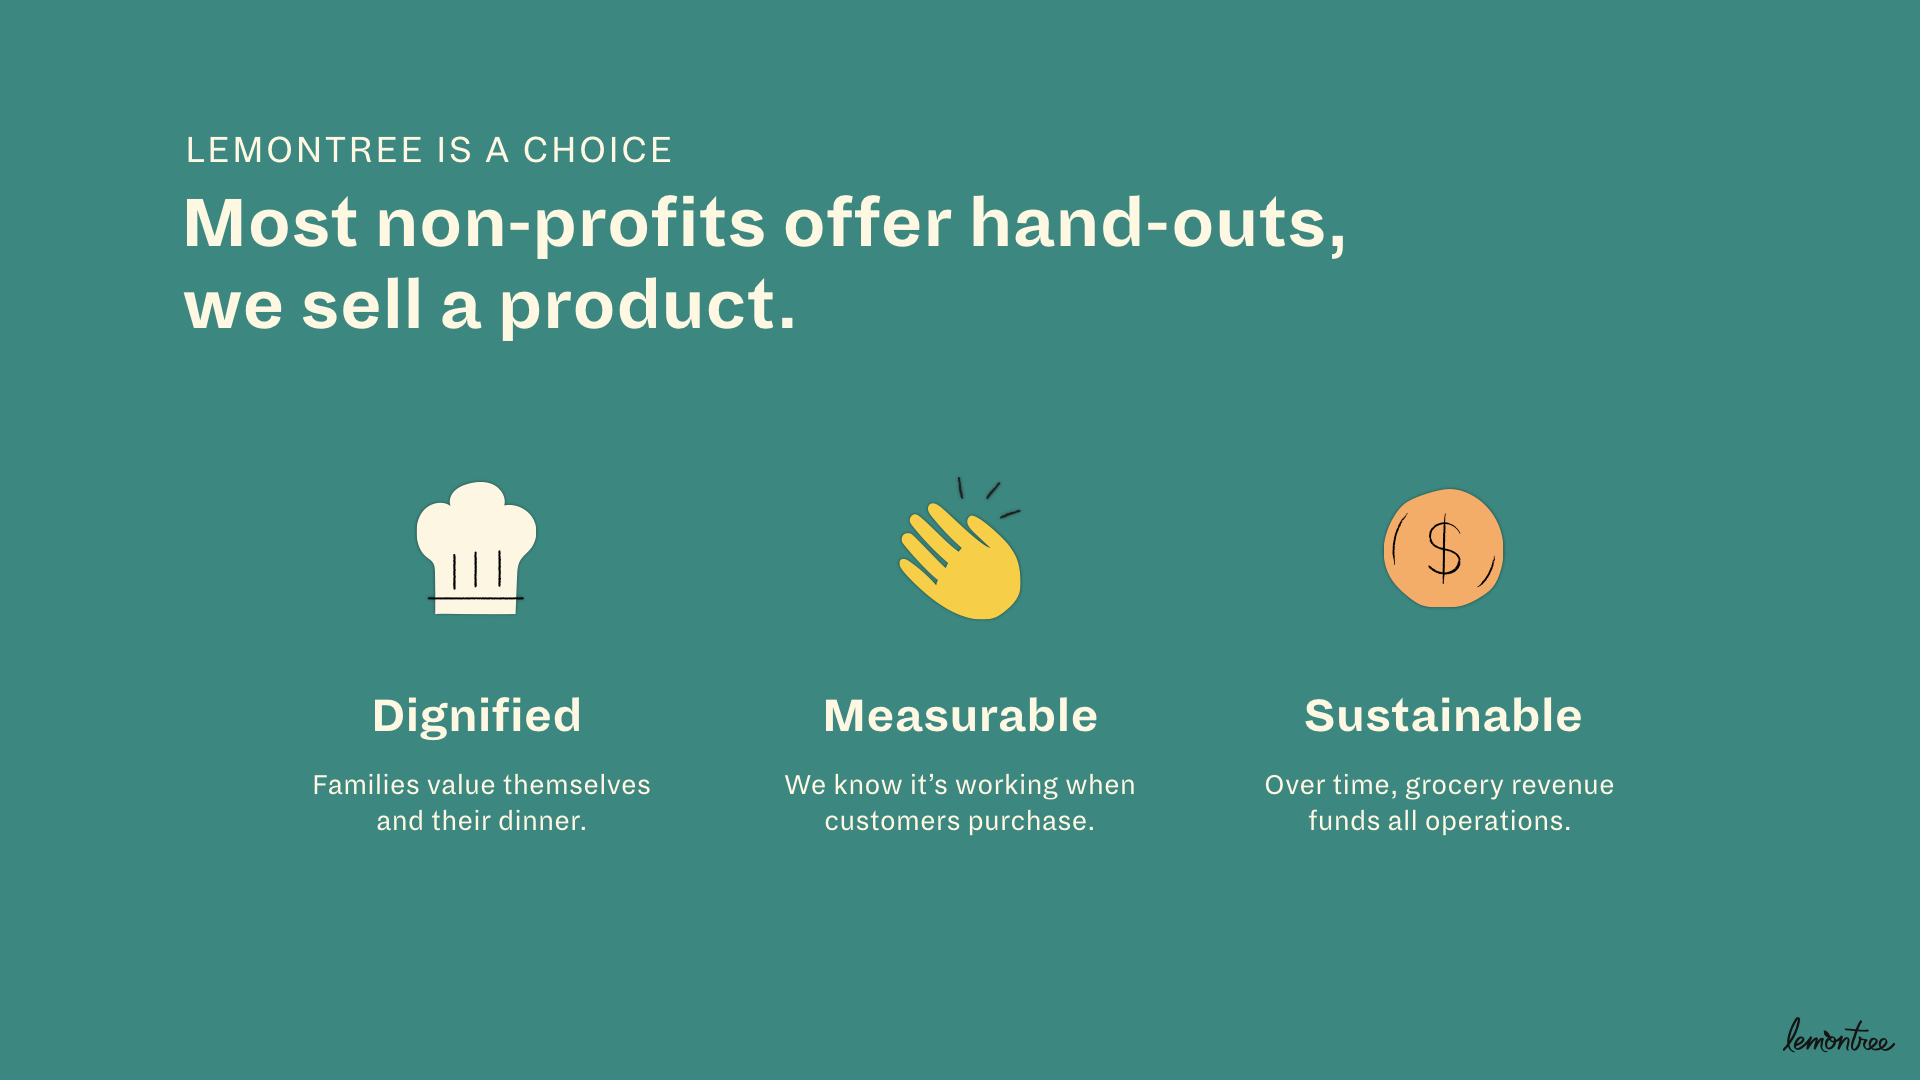 LEMONTREE IS A CHOICE
Most non-profits offer hand-outs,
we sell a product.
$
Dignified
Families value themselves
and their dinner.
Measurable
We know it’s working when
customers purchase.
Sustainable
Over time, grocery revenue
funds all operations.
lemontree